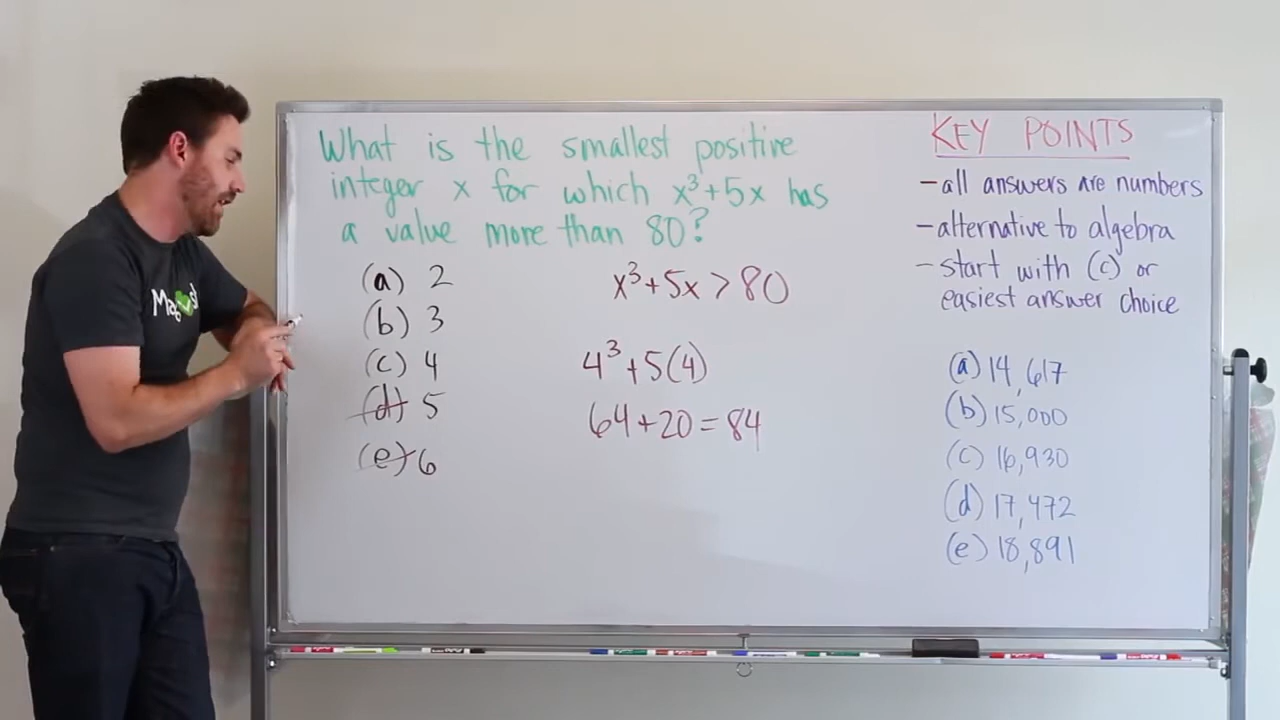 What is the smallest positive
integer x for which x³+5x has
a value more than 80?
(a) 2
(b) 3
(c) 4
(d) 5
(e) 6
x³+5x>80
4³+5(4)
64+20=84
KEY POINTS
-all answers are numbers
-alternative to algebra
-start with (c) or
easiest answer choice
(a) 14,617
(b) 15,000
(c) 16,930
(d) 17,472
(e) 18,891